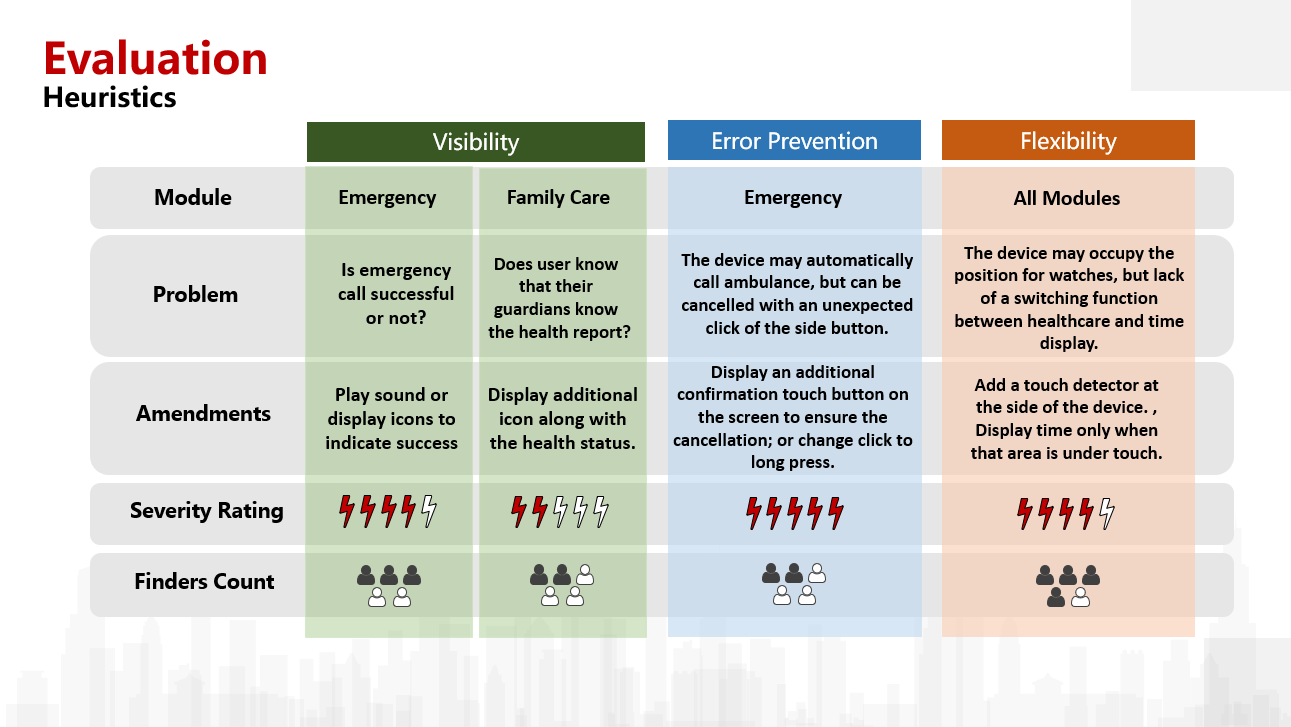 Evaluation
Heuristics
Visibility
Error Prevention
Flexibility
Module
Emergency
Family Care
Emergency
All Modules
Problem
Is emergency
call successful
or not?
Does user know
that their
guardians know
the health report?
The device may automatically
call ambulance, but can be
cancelled with an unexpected
click of the side button.
The device may occupy the
position for watches, but lack
of a switching function
between healthcare and time
display.
Amendments
Play sound or
display icons to
indicate success
Display additional
icon along with
the health status.
Display an additional
confirmation touch button on
the screen to ensure the
cancellation; or change click to
long press.
Add a touch detector at
the side of the device. ,
Display time only when
that area is under touch.
Severity Rating
Finders Count